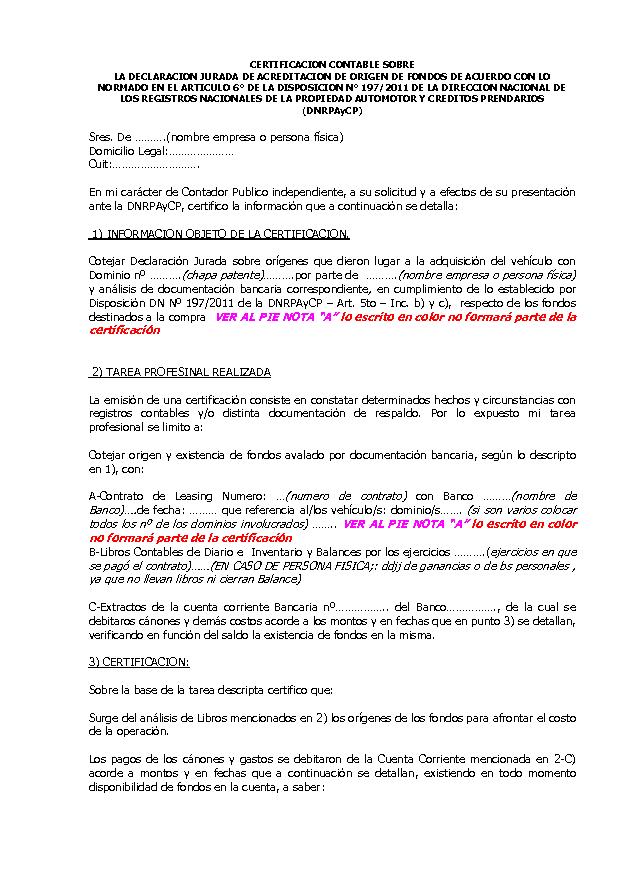 CERTIFICACION CONTABLE SOBRE
LA DECLARACION JURADA DE ACREDITACION DE ORIGEN DE FONDOS DE ACUERDO CON LO
NORMADO EN EL ARTICULO 6° DE LA DISPOSICION N° 197/2011 DE LA DIRECCION NACIONAL DE
LOS REGISTROS NACIONALES DE LA PROPIEDAD AUTOMOTOR Y CREDITOS PRENDARIOS
(DNRPAyCP)
Sres. De ……….(nombre empresa o persona física)
Domicilio Legal:………………….
Cuit:………………………..
En mi carácter de Contador Publico independiente, a su solicitud y a efectos de su presentación
ante la DNRPAyCP, certifico la información que a continuación se detalla:
1) INFORMACION OBJETO DE LA CERTIFICACION.
Cotejar Declaración Jurada sobre orígenes que dieron lugar a la adquisición del vehículo con
Dominio nº ……….(chapa patente)……….por parte de ……….(nombre empresa o persona física)
y análisis de documentación bancaria correspondiente, en cumplimiento de lo establecido por
Disposición DN Nº 197/2011 de la DNRPAyCP – Art. 5to – Inc. b) y c), respecto de los fondos
destinados a la compra VER AL PIE NOTA “A” lo escrito en color no formará parte de la
certificación
2) TAREA PROFESINAL REALIZADA
La emisión de una certificación consiste en constatar determinados hechos y circunstancias con
registros contables y/o distinta documentación de respaldo. Por lo expuesto mi tarea
profesional se limito a:
Cotejar origen y existencia de fondos avalado por documentación bancaria, según lo descripto
en 1), con:
A-Contrato de Leasing Numero: …(numero de contrato) con Banco ………(nombre de
Banco)….de fecha: ……… que referencia al/los vehículo/s: dominio/s……. (si son varios colocar
todos los nº de los dominios involucrados) …….. VER AL PIE NOTA “A” lo escrito en color
no formará parte de la certificación
B-Libros Contables de Diario e Inventario y Balances por los ejercicios ……….(ejercicios en que
se pagó el contrato)……(EN CASO DE PERSONA FISICA;: ddjj de ganancias o de bs personales ,
ya que no llevan libros ni cierran Balance)
C-Extractos de la cuenta corriente Bancaria nº…………….. del Banco……………., de la cual se
debitaros cánones y demás costos acorde a los montos y en fechas que en punto 3) se detallan,
verificando en función del saldo la existencia de fondos en la misma.
3) CERTIFICACION:
Sobre la base de la tarea descripta certifico que:
Surge del análisis de Libros mencionados en 2) los orígenes de los fondos para afrontar el costo
de la operación.
Los pagos de los cánones y gastos se debitaron de la Cuenta Corriente mencionada en 2-C)
acorde a montos y en fechas que a continuación se detallan, existiendo en todo momento
disponibilidad de fondos en la cuenta, a saber: